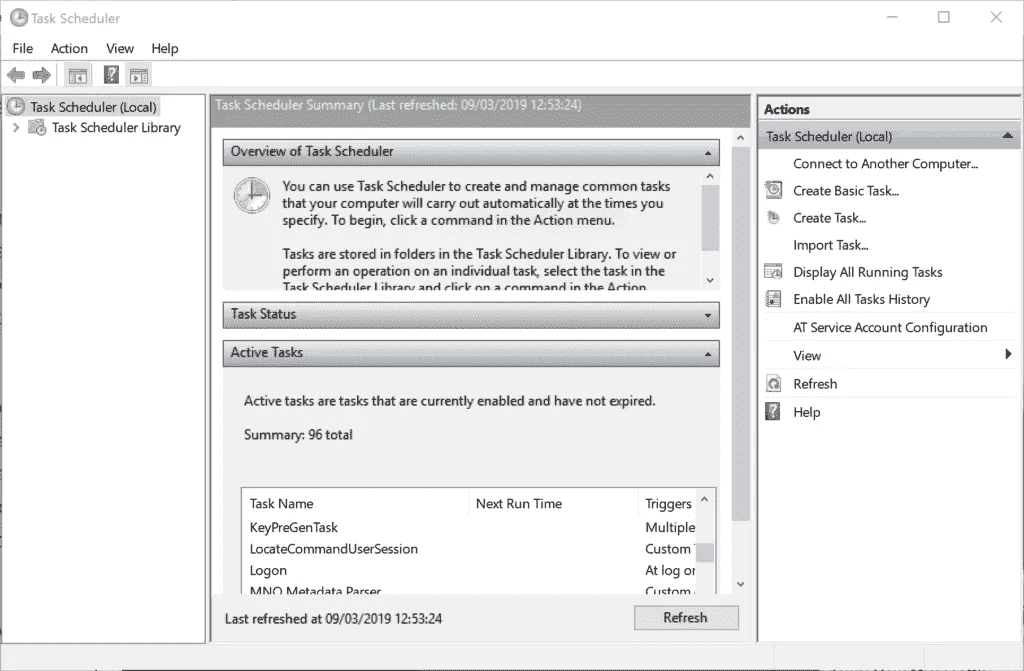 Task Scheduler
File Action View Help
Task Scheduler (Local)
Task Scheduler Library
Task Scheduler Summary (Last refreshed: 09/03/2019 12:53:24)
Overview of Task Scheduler
You can use Task Scheduler to create and manage common tasks
that your computer will carry out automatically at the times you
specify. To begin, click a command in the Action menu.
Tasks are stored in folders in the Task Scheduler Library. To view or
perform an operation on an individual task, select the task in the
Task Scheduler Library and click on a command in the Action
Task Status
Active Tasks
Active tasks are tasks that are currently enabled and have not expired.
Summary: 96 total
Task Name Next Run Time Triggers
KeyPreGenTask Multiple
LocateCommandUserSession Custom
Logon At log or
MNO Metadata Parser Custom
Last refreshed at 09/03/2019 12:53:24
Refresh
Actions
Task Scheduler (Local)
Connect to Another Computer...
Create Basic Task...
Create Task...
Import Task...
Display All Running Tasks
Enable All Tasks History
AT Service Account Configuration
View
Refresh
Help